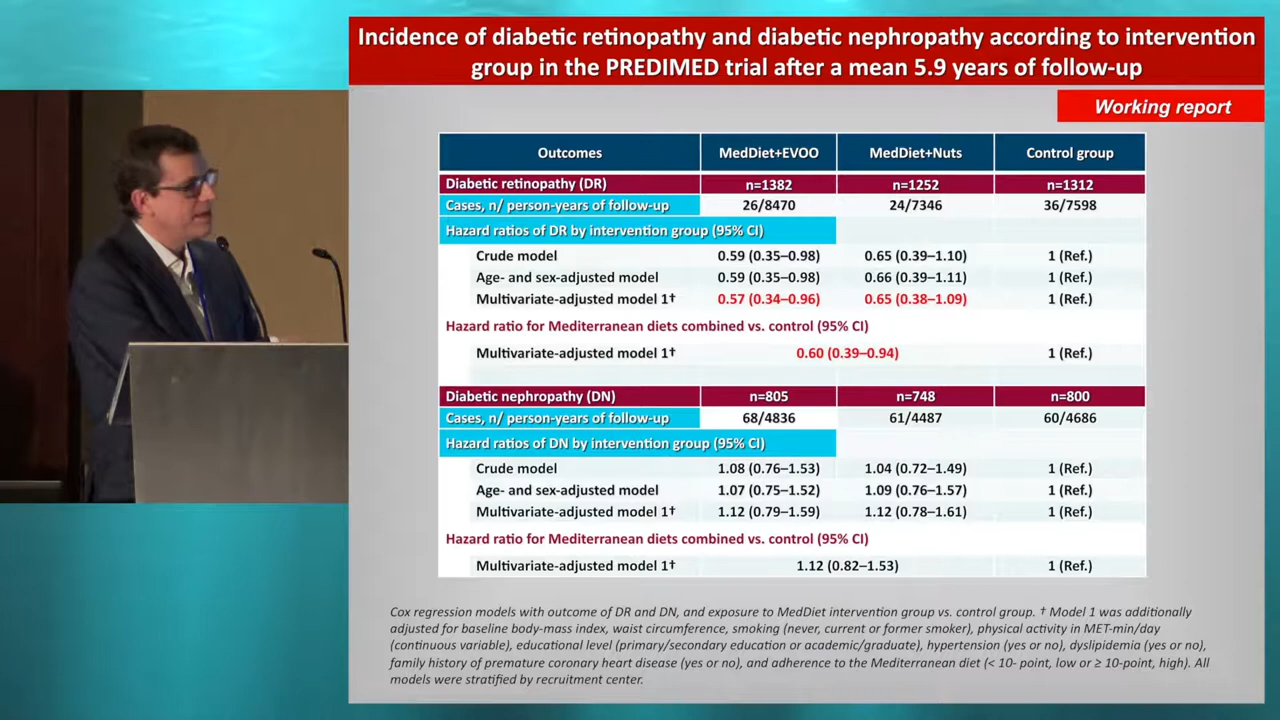 Incidence of diabetic retinopathy and diabetic nephropathy according to intervention
group in the PREDIMED trial after a mean 5.9 years of follow-up
Working report
Outcomes MedDiet+EVOO MedDiet+Nuts Control group
Diabetic retinopathy (DR) n=1382 n=1252 n=1312
Cases, n/ person-years of follow-up 26/8470 24/7346 36/7598
Hazard ratios of DR by intervention group (95% CI)
Crude model 0.59 (0.35–0.98) 0.65 (0.39–1.10) 1 (Ref.)
Age- and sex-adjusted model 0.59 (0.35–0.98) 0.66 (0.39–1.11) 1 (Ref.)
Multivariate-adjusted model 1† 0.57 (0.34–0.96) 0.65 (0.38–1.09) 1 (Ref.)
Hazard ratio for Mediterranean diets combined vs. control (95% CI)
Multivariate-adjusted model 1† 0.60 (0.39–0.94) 1 (Ref.)
Diabetic nephropathy (DN) n=805 n=748 n=800
Cases, n/ person-years of follow-up 68/4836 61/4487 60/4686
Hazard ratios of DN by intervention group (95% CI)
Crude model 1.08 (0.76–1.53) 1.04 (0.72–1.49) 1 (Ref.)
Age- and sex-adjusted model 1.07 (0.75–1.52) 1.09 (0.76–1.57) 1 (Ref.)
Multivariate-adjusted model 1† 1.12 (0.79–1.59) 1.12 (0.78–1.61) 1 (Ref.)
Hazard ratio for Mediterranean diets combined vs. control (95% CI)
Multivariate-adjusted model 1† 1.12 (0.82–1.53) 1 (Ref.)
Cox regression models with outcome of DR and DN, and exposure to MedDiet intervention group vs. control group. † Model 1 was additionally
adjusted for baseline body-mass index, waist circumference, smoking (never, current or former smoker), physical activity in MET-min/day
(continuous variable), educational level (primary/secondary education or academic/graduate), hypertension (yes or no), dyslipidemia (yes or no),
family history of premature coronary heart disease (yes or no), and adherence to the Mediterranean diet (< 10- point, low or ≥ 10-point, high). All
models were stratified by recruitment center.